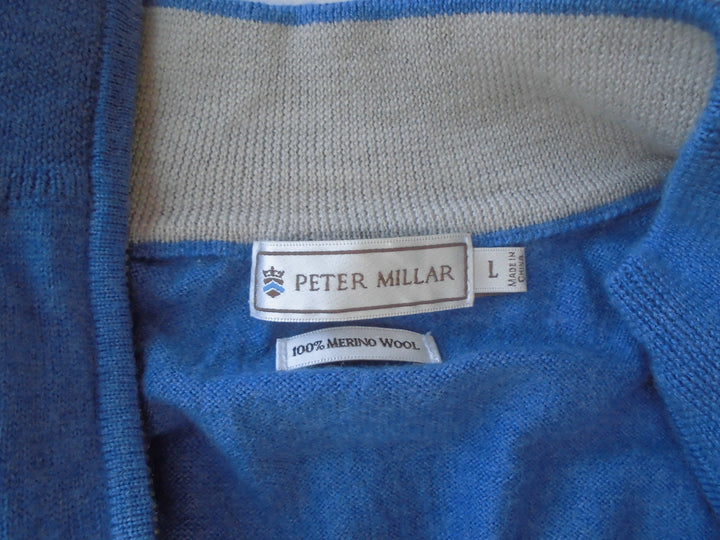 PETER MILLAR
L
MADE IN
CHINA
100% MERINO WOOL